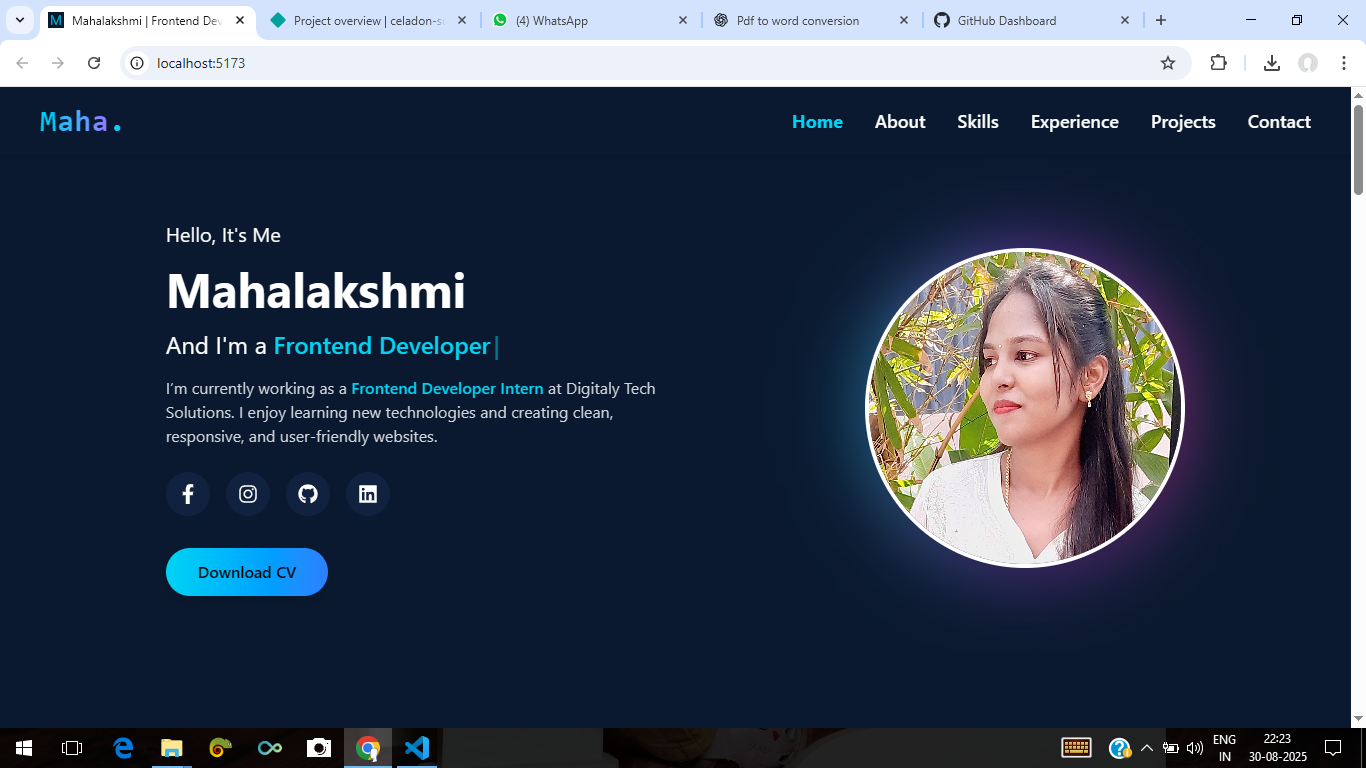 Mahalakshmi | Frontend Dev
Project overview | celadon-so
(4) WhatsApp
Pdf to word conversion
GitHub Dashboard
localhost:5173
Maha.
Home
About
Skills
Experience
Projects
Contact
Hello, It's Me
Mahalakshmi
And I'm a Frontend Developer|
I’m currently working as a Frontend Developer Intern at Digitaly Tech
Solutions. I enjoy learning new technologies and creating clean,
responsive, and user-friendly websites.
Download CV
ENG
IN
22:23
30-08-2025